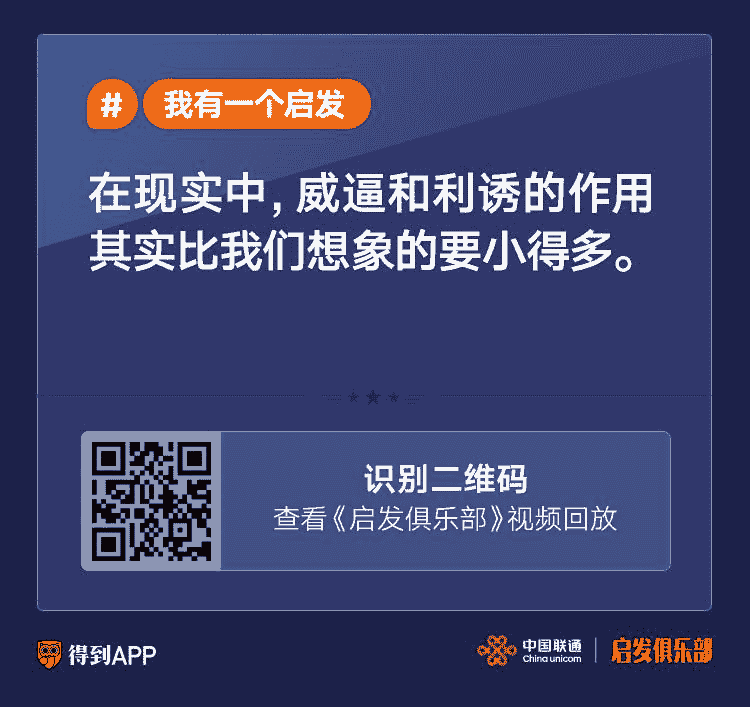 # 我有一个启发
在现实中，威逼和利诱的作用
其实比我们想象的要小得多。
识别二维码
查看《启发俱乐部》视频回放
得到APP
中国联通
China unicom
启发俱乐部